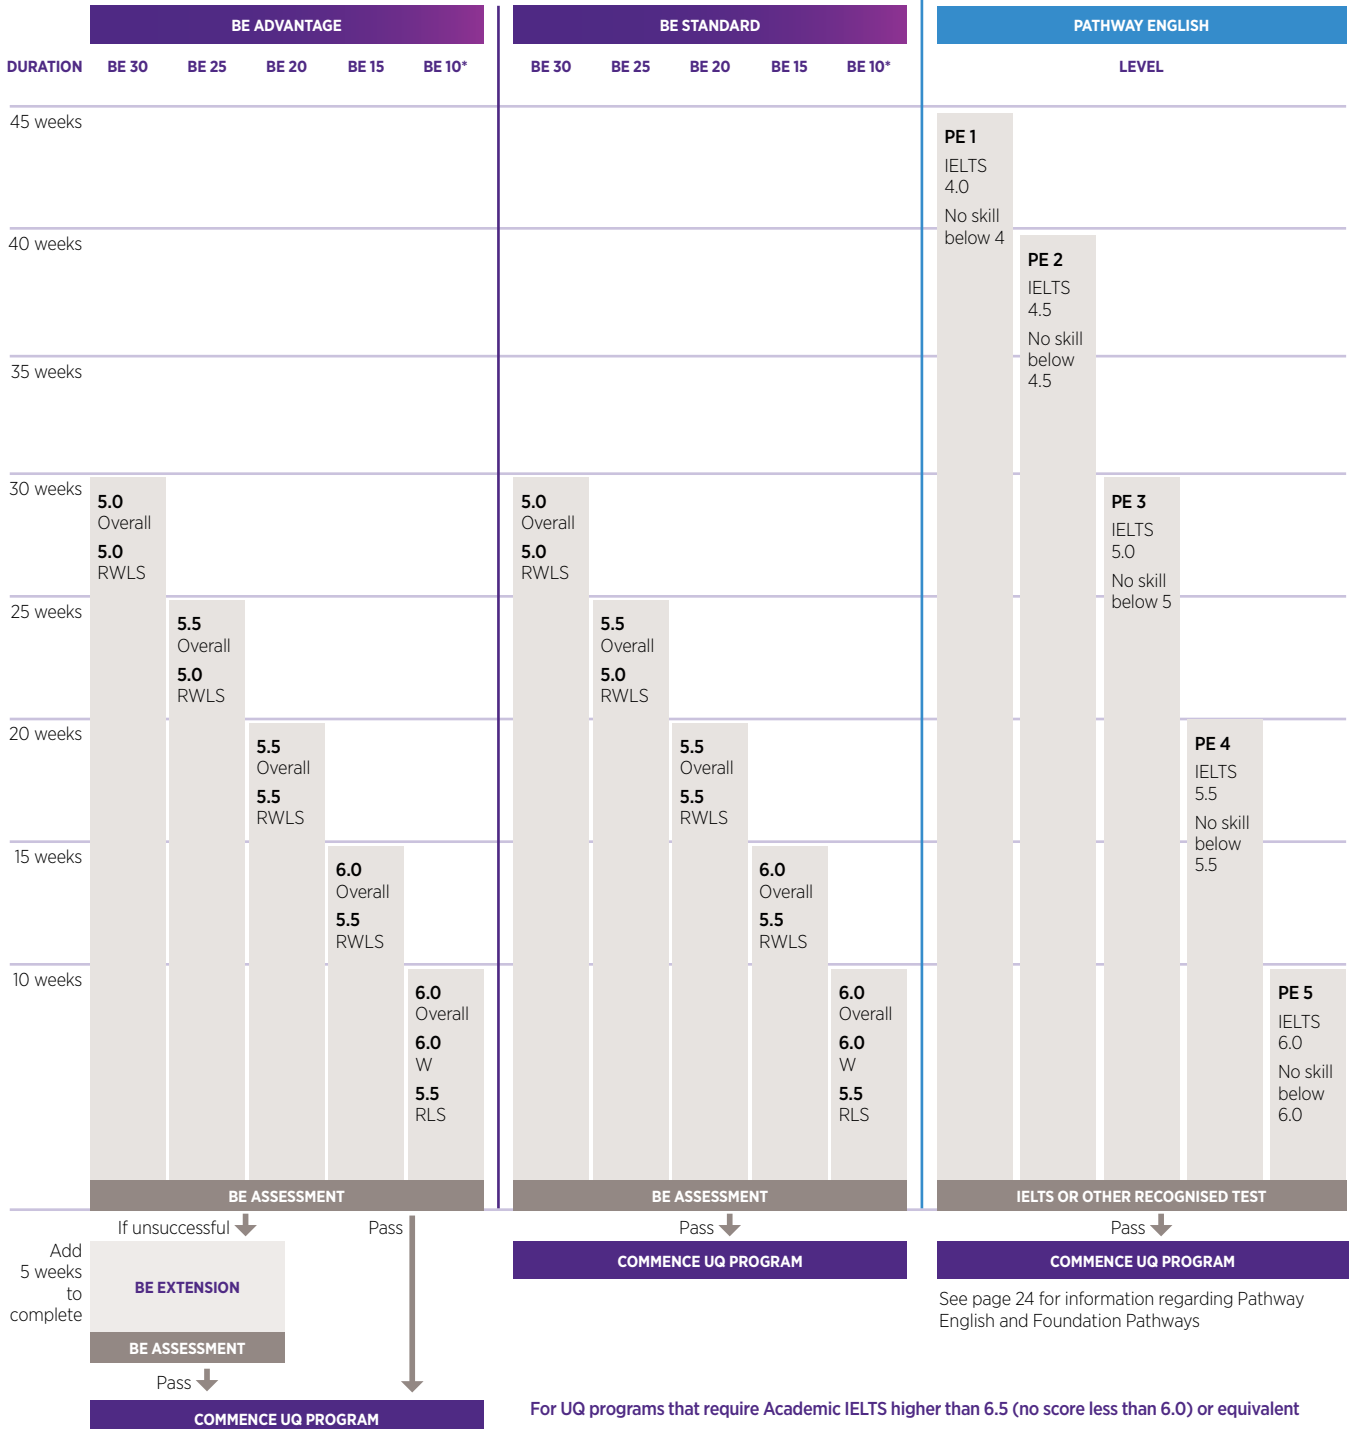 BE ADVANTAGE
BE STANDARD
PATHWAY ENGLISH
DURATION BE 30 BE 25 BE 20 BE 15 BE 10* BE 30 BE 25 BE 20 BE 15 BE 10* LEVEL
45 weeks
40 weeks
35 weeks
30 weeks
25 weeks
20 weeks
15 weeks
10 weeks
5.0
Overall
5.0
RWLS
5.5
Overall
5.0
RWLS
5.5
Overall
5.5
RWLS
6.0
Overall
5.5
RWLS
6.0
Overall
6.0
W
5.5
RLS
BE ASSESSMENT
If unsuccessful
Pass
Add
5 weeks
to
complete
BE EXTENSION
BE ASSESSMENT
Pass
COMMENCE UQ PROGRAM
5.0
Overall
5.0
RWLS
5.5
Overall
5.0
RWLS
5.5
Overall
5.5
RWLS
6.0
Overall
5.5
RWLS
6.0
Overall
6.0
W
5.5
RLS
BE ASSESSMENT
Pass
COMMENCE UQ PROGRAM
PE 1
IELTS
4.0
No skill
below 4
PE 2
IELTS
4.5
No skill
below
4.5
PE 3
IELTS
5.0
No skill
below 5
PE 4
IELTS
5.5
No skill
below
5.5
PE 5
IELTS
6.0
No skill
below
6.0
IELTS OR OTHER RECOGNISED TEST
Pass
COMMENCE UQ PROGRAM
See page 24 for information regarding Pathway
English and Foundation Pathways
For UQ programs that require Academic IELTS higher than 6.5 (no score less than 6.0) or equivalent